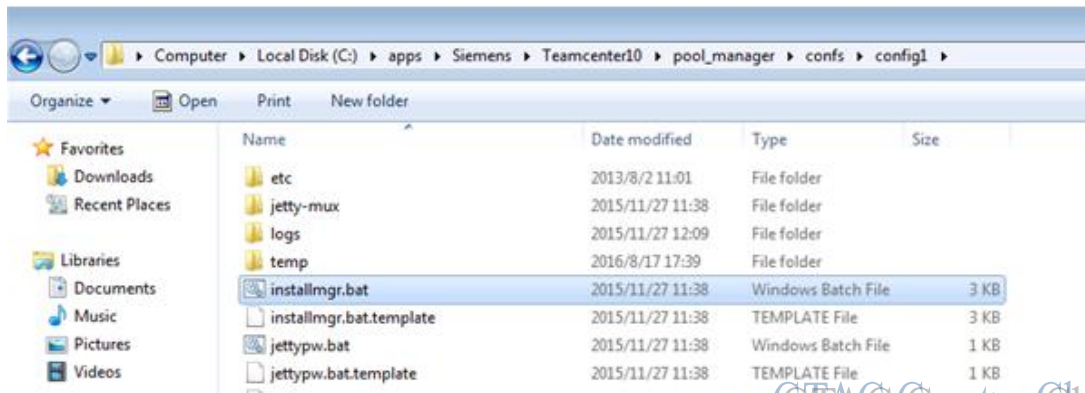 Computer ▸ Local Disk (C:) ▸ apps ▸ Siemens ▸ Teamcenter10 ▸ pool_manager ▸ confs ▸ config1 ▸
Organize Open Print New folder
Name Date modified Type Size
Favorites
Downloads
Recent Places
Libraries
Documents
Music
Pictures
Videos
etc 2013/8/2 11:01 File folder
jetty-mux 2015/11/27 11:38 File folder
logs 2015/11/27 12:09 File folder
temp 2016/8/17 17:39 File folder
installmgr.bat 2015/11/27 11:38 Windows Batch File 3 KB
installmgr.bat.template 2015/11/27 11:38 TEMPLATE File 3 KB
jettypw.bat 2015/11/27 11:38 Windows Batch File 1 KB
jettypw.bat.template 2015/11/27 11:38 TEMPLATE File 1 KB